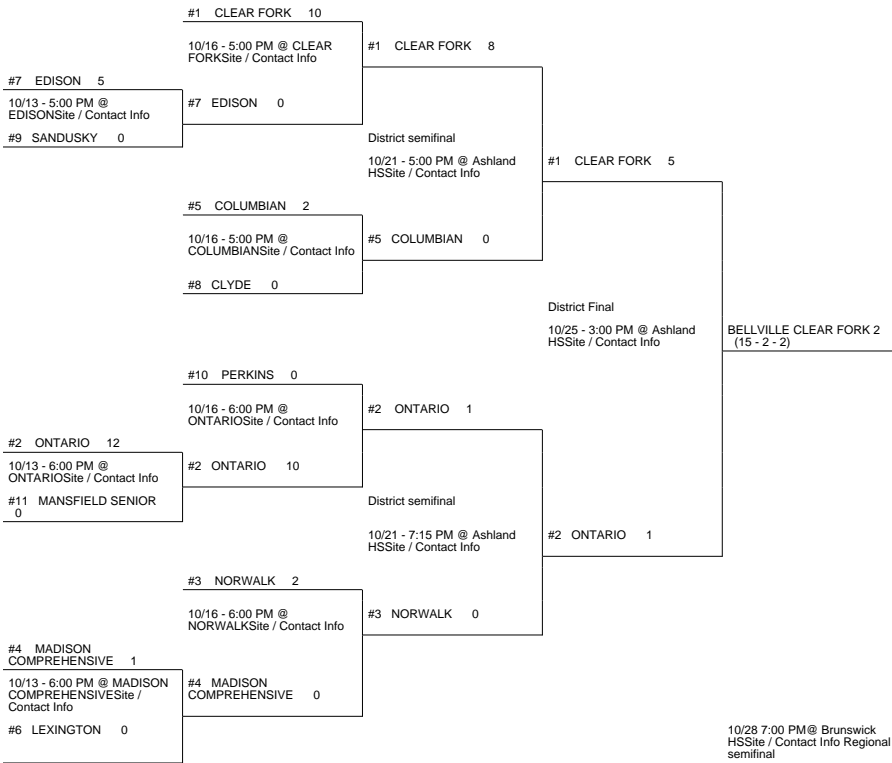 #1 CLEAR FORK 10
10/16 - 5:00 PM @ CLEAR
FORKSite / Contact Info
#1 CLEAR FORK 8
#7 EDISON 5
10/13 - 5:00 PM @
EDISONSite / Contact Info
#7 EDISON 0
#9 SANDUSKY 0
District semifinal
10/21 - 5:00 PM @ Ashland
HSSite / Contact Info
#1 CLEAR FORK 5
#5 COLUMBIAN 2
10/16 - 5:00 PM @
COLUMBIANSite / Contact Info
#5 COLUMBIAN 0
#8 CLYDE 0
District Final
10/25 - 3:00 PM @ Ashland
HSSite / Contact Info
BELLVILLE CLEAR FORK 2
(15 - 2 - 2)
#10 PERKINS 0
10/16 - 6:00 PM @
ONTARIOSite / Contact Info
#2 ONTARIO 1
#2 ONTARIO 12
10/13 - 6:00 PM @
ONTARIOSite / Contact Info
#2 ONTARIO 10
#11 MANSFIELD SENIOR
0
District semifinal
10/21 - 7:15 PM @ Ashland
HSSite / Contact Info
#2 ONTARIO 1
#3 NORWALK 2
10/16 - 6:00 PM @
NORWALKSite / Contact Info
#3 NORWALK 0
#4 MADISON
COMPREHENSIVE 1
10/13 - 6:00 PM @ MADISON
COMPREHENSIVESite /
Contact Info
#4 MADISON
COMPREHENSIVE 0
#6 LEXINGTON 0
10/28 7:00 PM@ Brunswick
HSSite / Contact Info Regional
semifinal